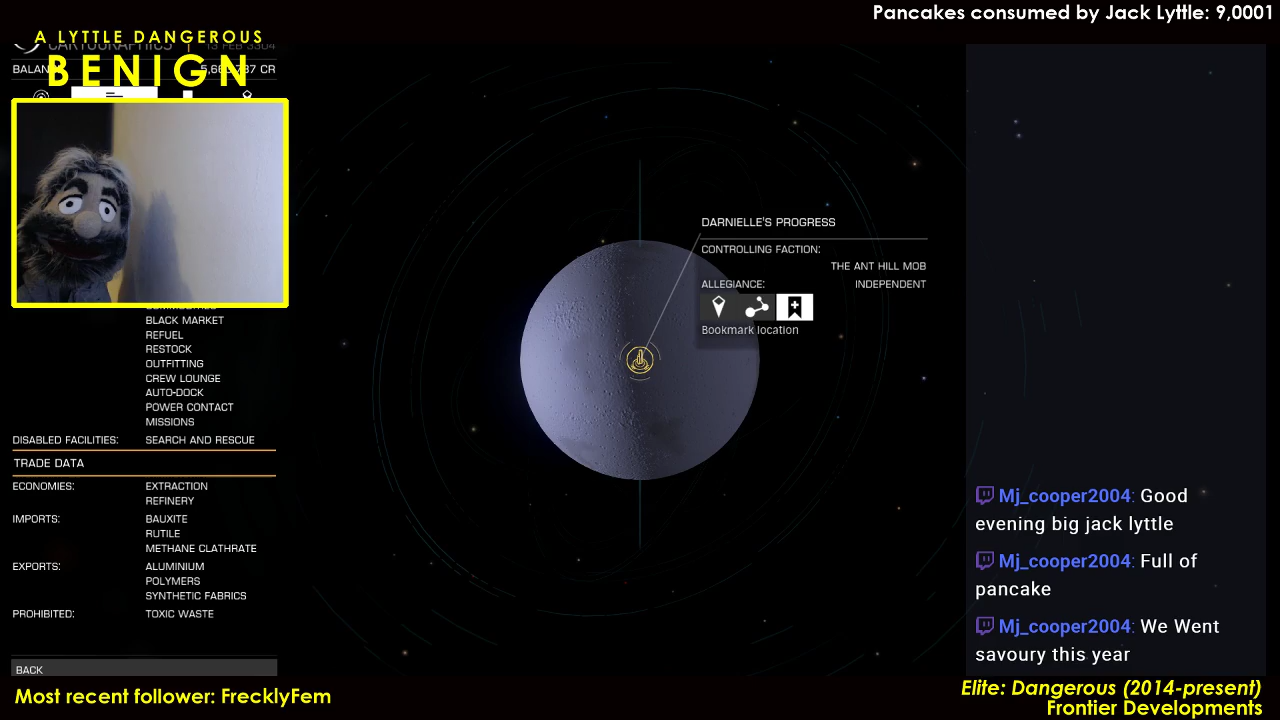 Pancakes consumed by Jack Lyttle: 9,0001
A LYTTLE DANGEROUS
CARTOGRAPHICS | 13 FEB 3304
BENIGN
DARNIELLE'S PROGRESS
CONTROLLING FACTION:
THE ANT HILL MOB
ALLEGIANCE: INDEPENDENT
Bookmark location
BLACK MARKET
REFUEL
RESTOCK
OUTFITTING
CREW LOUNGE
AUTO-DOCK
POWER CONTACT
MISSIONS
DISABLED FACILITIES: SEARCH AND RESCUE
TRADE DATA
ECONOMIES: EXTRACTION
REFINERY
IMPORTS: BAUXITE
RUTILE
METHANE CLATHRATE
EXPORTS: ALUMINIUM
POLYMERS
SYNTHETIC FABRICS
PROHIBITED: TOXIC WASTE
BACK
Mj_cooper2004: Good
evening big jack lyttle
Mj_cooper2004: Full of
pancake
Mj_cooper2004: We Went
savoury this year
Most recent follower: FrecklyFem
Elite: Dangerous (2014-present)
Frontier Developments